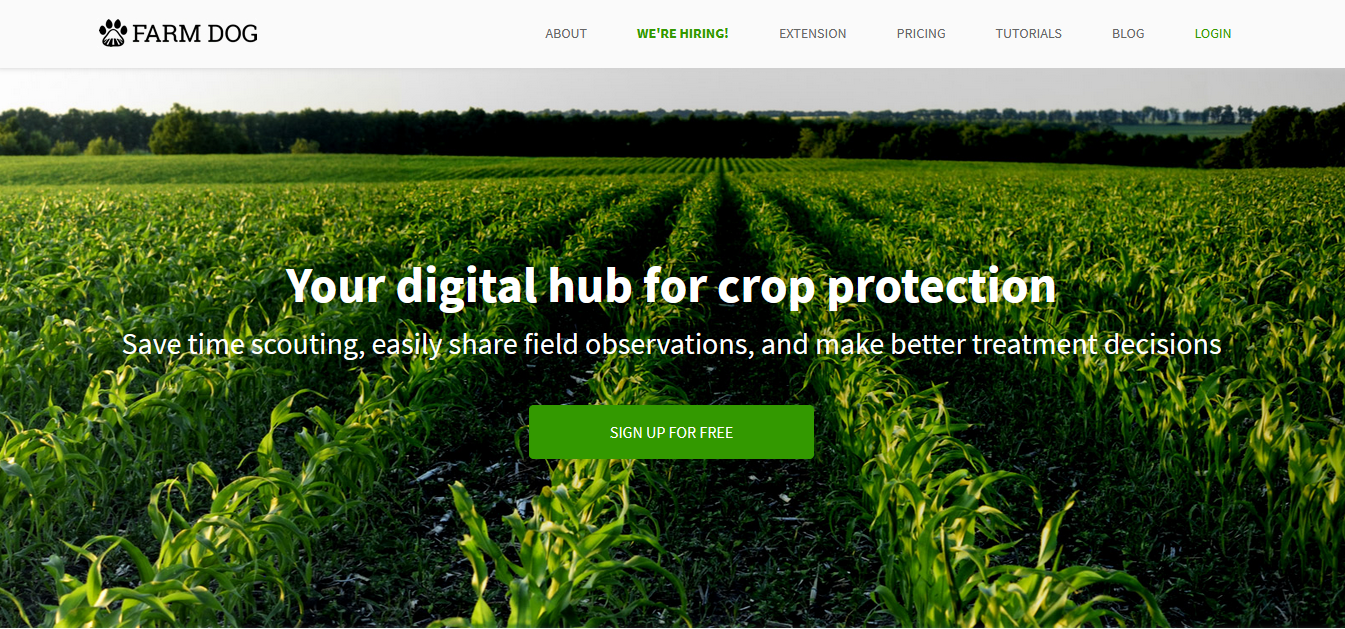 FARM DOG
ABOUT WE'RE HIRING! EXTENSION PRICING TUTORIALS BLOG LOGIN
Your digital hub for crop protection
Save time scouting, easily share field observations, and make better treatment decisions
SIGN UP FOR FREE